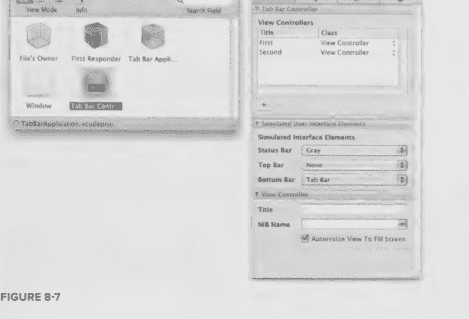 View Mode
Info
Search Field
File's Owner
First Responder
Tab Bar Appli...
Window
Tab Bar Contr...
TabBarApplication.xcodeproj
Tab Bar Controller
View Controllers
Title
Class
First
View Controller
Second
View Controller
+
Simulated User Interface Elements
Simulated Interface Elements
Status Bar
Gray
Top Bar
None
Bottom Bar
Tab Bar
View Controller
Title
NIB Name
Autoresize View To Fill Screen
FIGURE 8-7